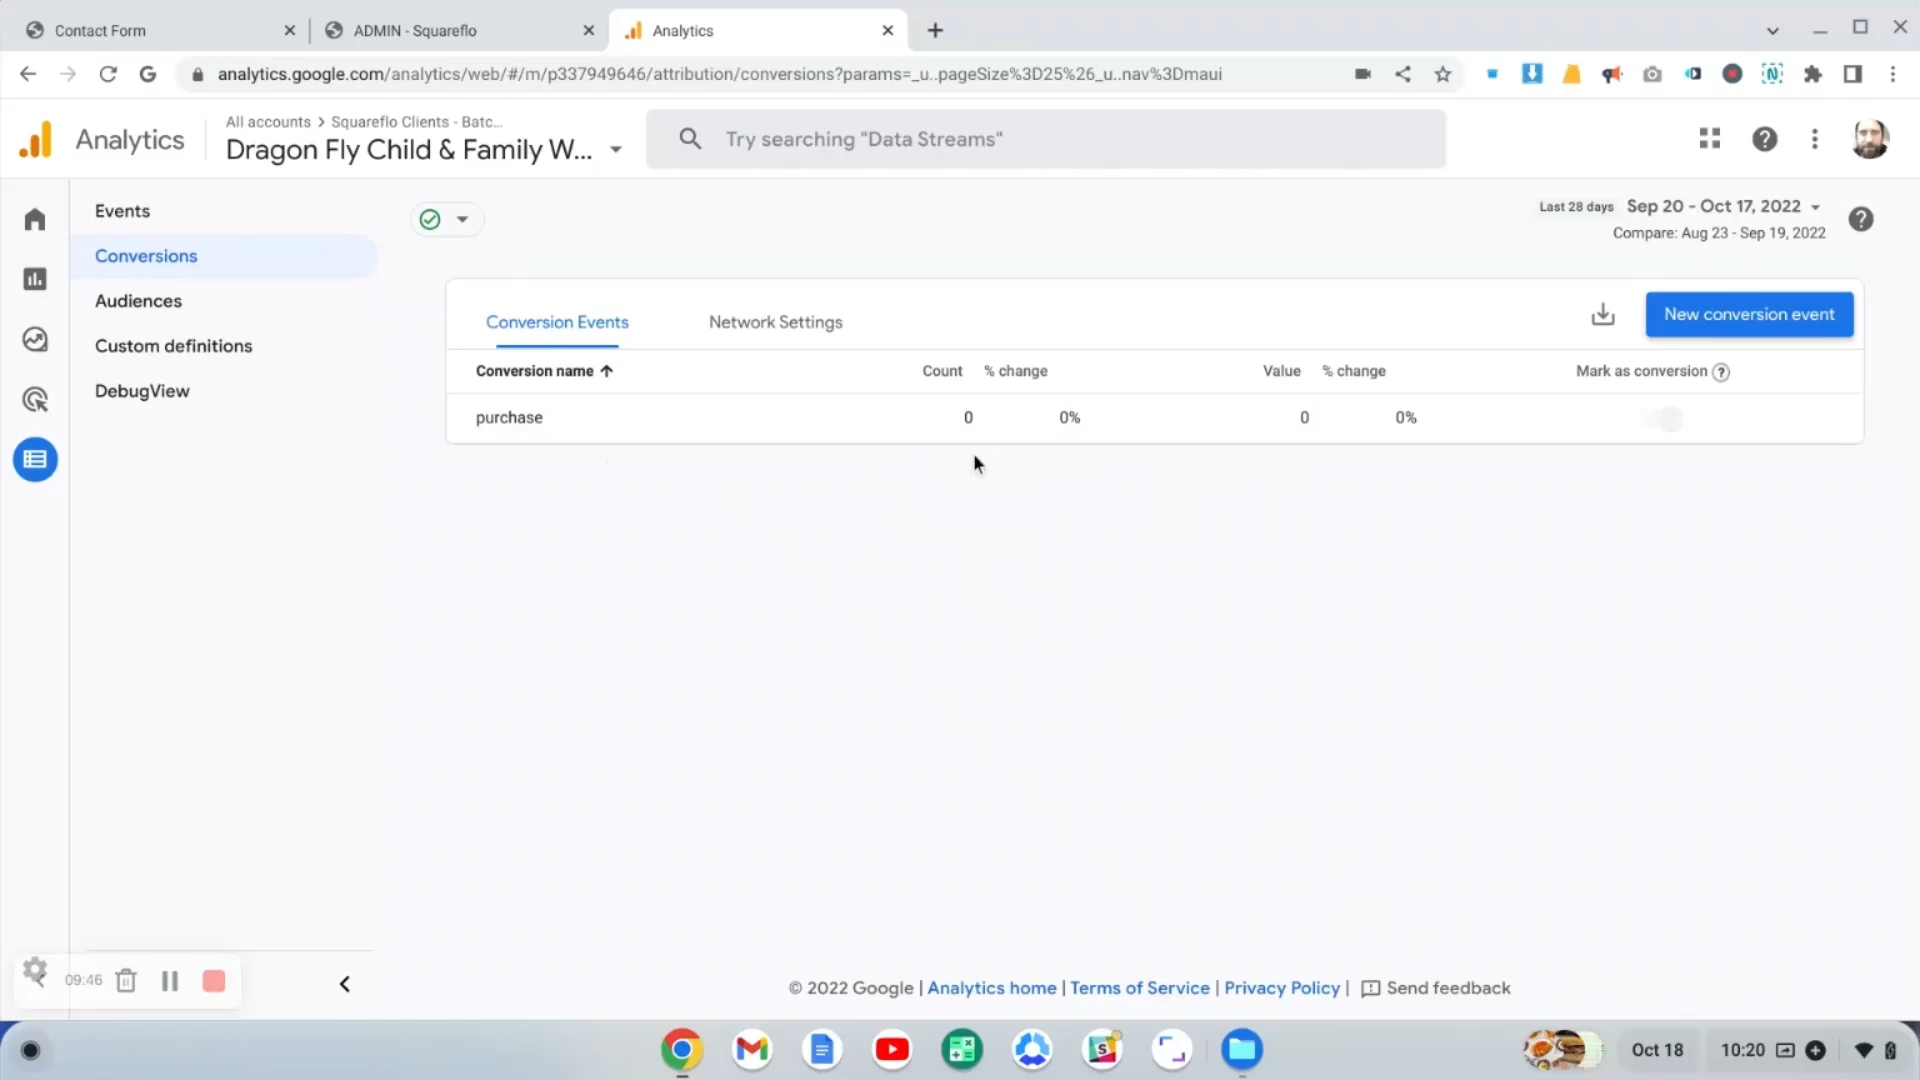 Contact Form
ADMIN - Squareflo
Analytics
analytics.google.com/analytics/web/#/m/p337949646/attribution/conversions?params=_u..pageSize%3D25%26_u..nav%3Dmaui
Analytics
All accounts > Squareflo Clients - Batc...
Dragon Fly Child & Family W...
Try searching "Data Streams"
Events
Conversions
Audiences
Custom definitions
DebugView
Last 28 days Sep 20 - Oct 17, 2022
Compare: Aug 23 - Sep 19, 2022
Conversion Events
Network Settings
New conversion event
Conversion name Count % change Value % change Mark as conversion
purchase 0 0% 0 0%
09:46
© 2022 Google | Analytics home | Terms of Service | Privacy Policy | Send feedback
Oct 18
10:20